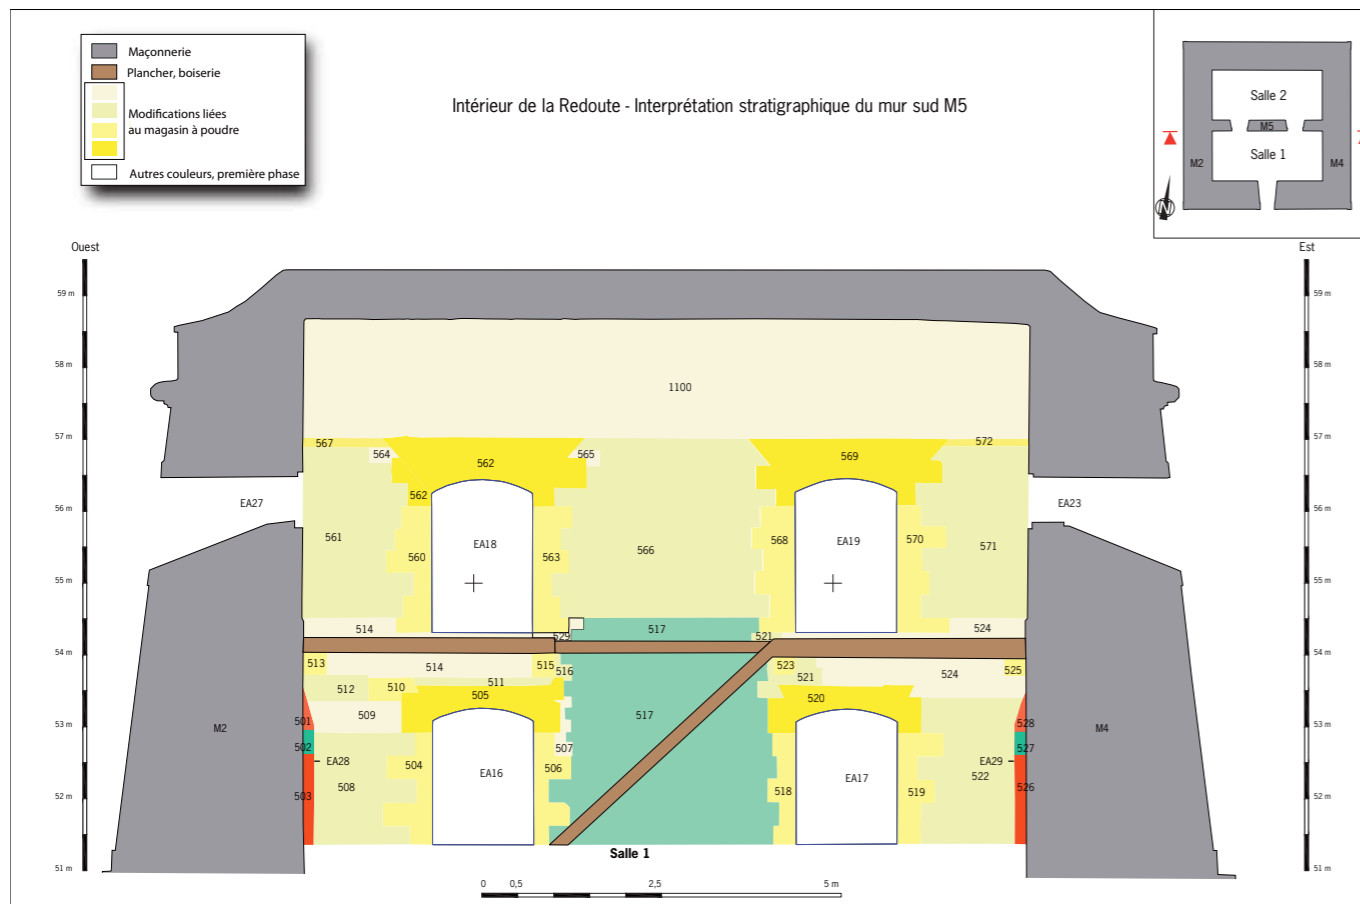 Maçonnerie
Plancher, boiserie
Modifications liées
au magasin à poudre
Autres couleurs, première phase
Intérieur de la Redoute - Interprétation stratigraphique du mur sud M5
Salle 2
M5
Salle 1
M2
M4
N
Ouest
Est
59 m
59 m
58 m
58 m
1100
57 m
57 m
567
572
564
565
562
569
562
EA27
EA23
56 m
56 m
561
560
EA18
563
566
568
EA19
570
571
55 m
55 m
514
529
517
521
524
54 m
54 m
513
514
515
516
523
521
524
525
512
510
511
505
520
509
517
53 m
53 m
501
528
M2
M4
502
507
527
EA28
504
506
EA29
508
EA16
EA17
522
503
518
519
526
52 m
52 m
51 m
51 m
Salle 1
0 0,5 2,5 5 m